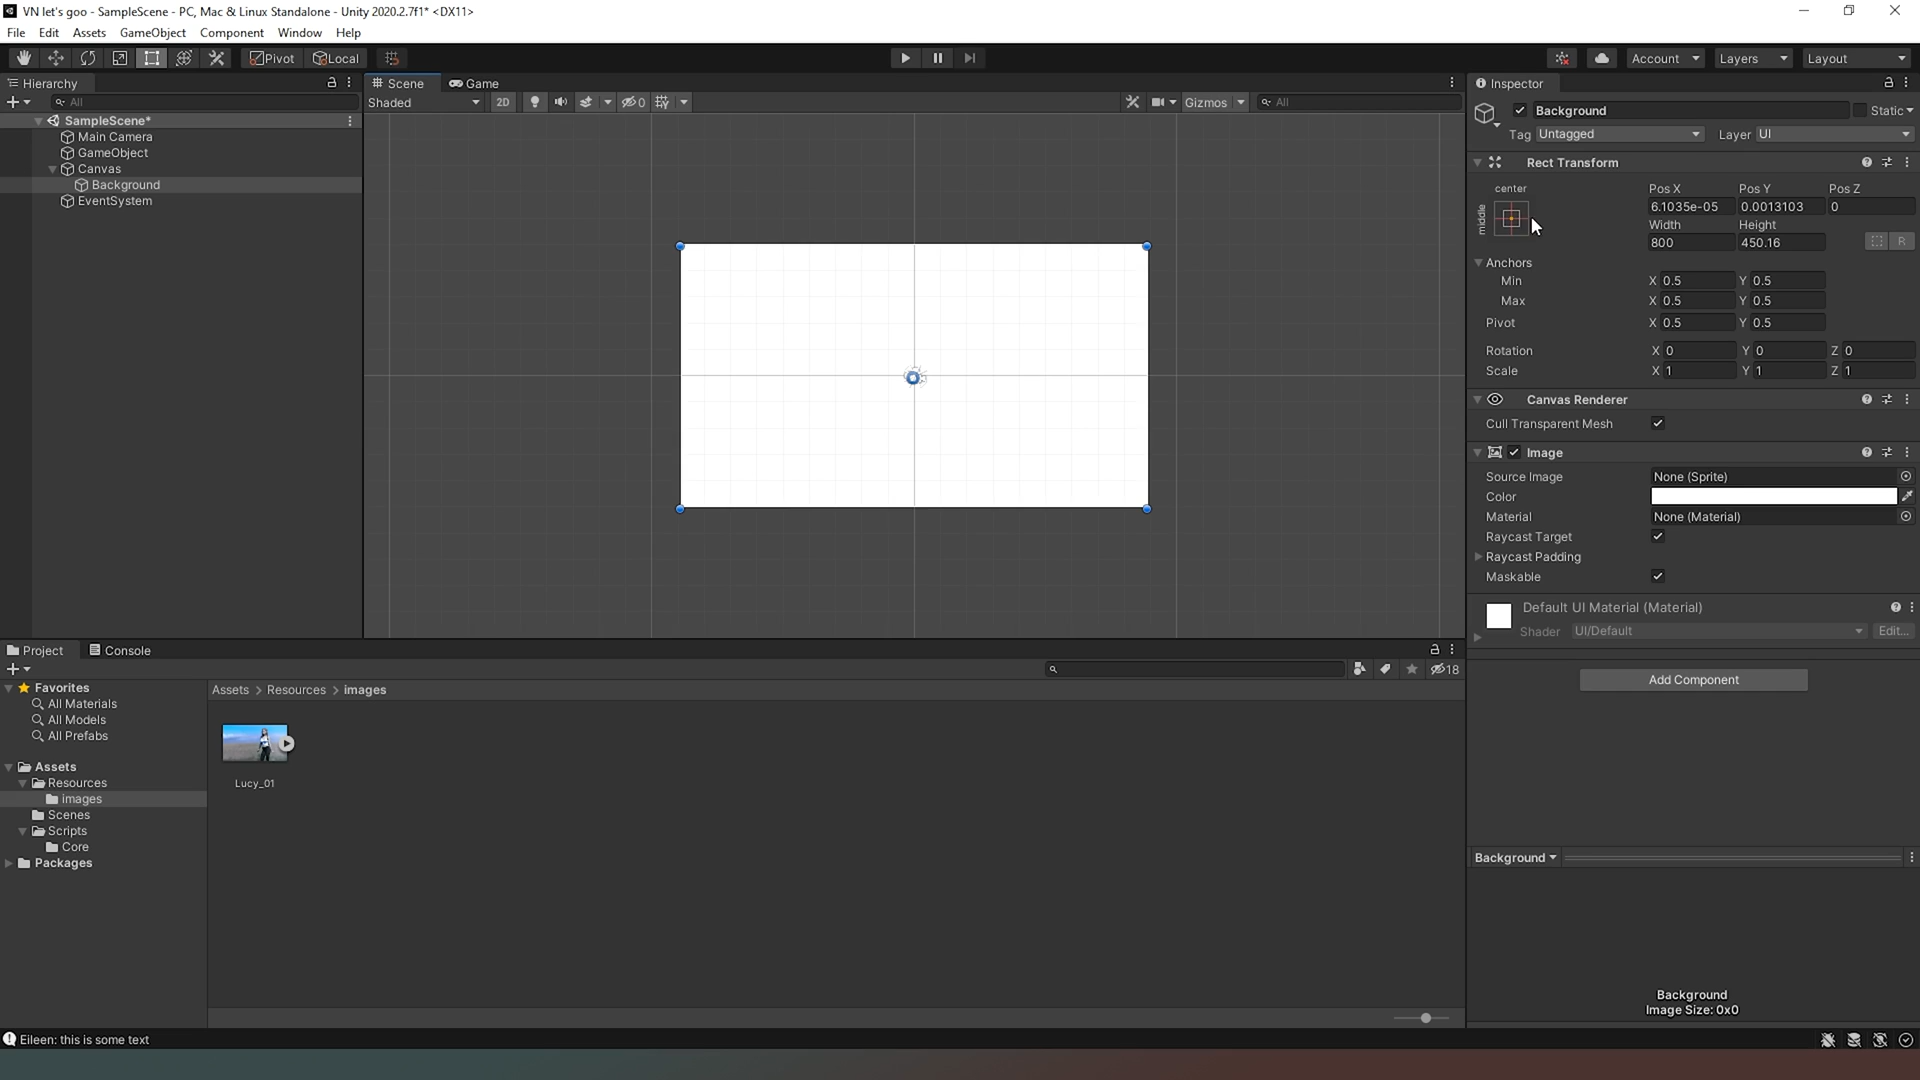 VN let's goo - SampleScene - PC, Mac & Linux Standalone - Unity 2020.2.7f1* <DX11>
File Edit Assets GameObject Component Window Help
Pivot Local Account Layers Layout
Hierarchy
All
SampleScene*
Main Camera
GameObject
Canvas
Background
EventSystem
Scene Game
Shaded 2D 0 Gizmos All
Inspector
Background Static
Tag Untagged Layer UI
Rect Transform
center Pos X Pos Y Pos Z
middle 6.1035e-05 0.0013103 0
Width Height
800 450.16 R
Anchors
Min X 0.5 Y 0.5
Max X 0.5 Y 0.5
Pivot X 0.5 Y 0.5
Rotation X 0 Y 0 Z 0
Scale X 1 Y 1 Z 1
Canvas Renderer
Cull Transparent Mesh
Image
Source Image None (Sprite)
Color
Material None (Material)
Raycast Target
Raycast Padding
Maskable
Default UI Material (Material)
Shader UI/Default Edit...
Add Component
Background
Background
Image Size: 0x0
Project Console
18
Favorites
All Materials
All Models
All Prefabs
Assets
Resources
images
Scenes
Scripts
Core
Packages
Assets > Resources > images
Lucy_01
Eileen: this is some text